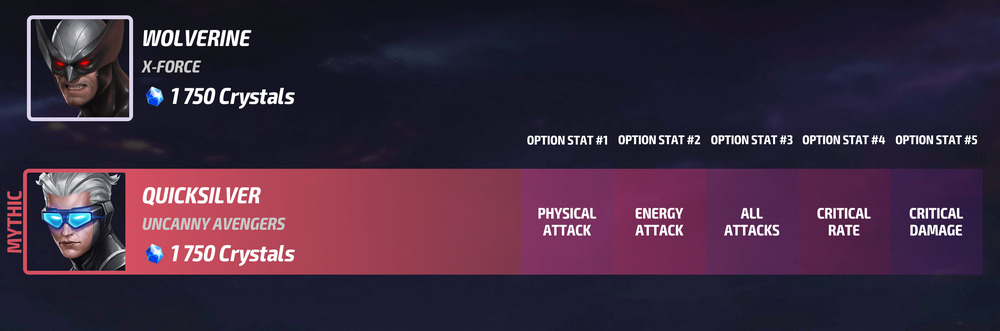 WOLVERINE
X-FORCE
1 750 Crystals
OPTION STAT #1 OPTION STAT #2 OPTION STAT #3 OPTION STAT #4 OPTION STAT #5
MYTHIC
QUICKSILVER
UNCANNY AVENGERS
1 750 Crystals
PHYSICAL ATTACK
ENERGY ATTACK
ALL ATTACKS
CRITICAL RATE
CRITICAL DAMAGE